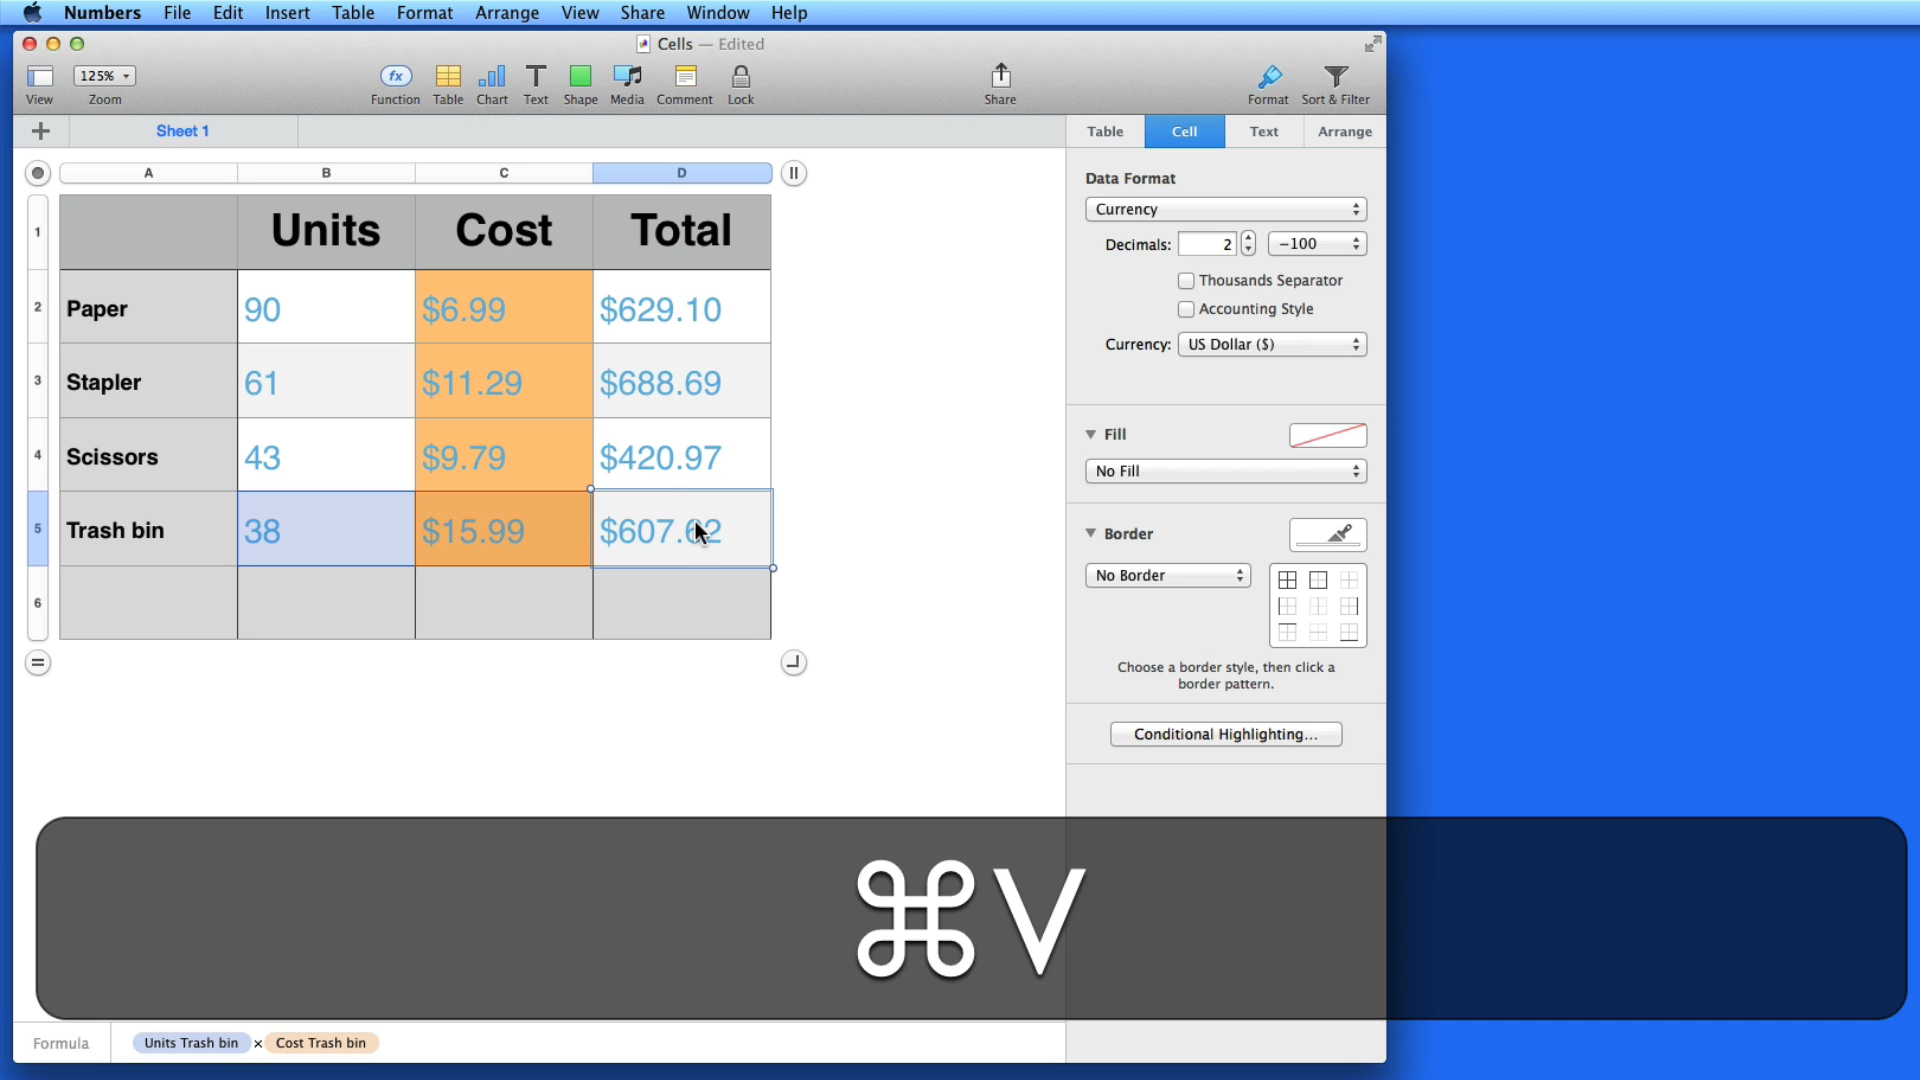 Numbers File Edit Insert Table Format Arrange View Share Window Help
Cells — Edited
125%
fx
View Zoom Function Table Chart Text Shape Media Comment Lock Share Format Sort & Filter
Sheet 1
Table Cell Text Arrange
A B C D
1 Units Cost Total
2 Paper 90 $6.99 $629.10
3 Stapler 61 $11.29 $688.69
4 Scissors 43 $9.79 $420.97
5 Trash bin 38 $15.99 $607.62
6
Data Format
Currency
Decimals: 2 −100
Thousands Separator
Accounting Style
Currency: US Dollar ($)
Fill
No Fill
Border
No Border
Choose a border style, then click a
border pattern.
Conditional Highlighting...
⌘V
Formula Units Trash bin × Cost Trash bin